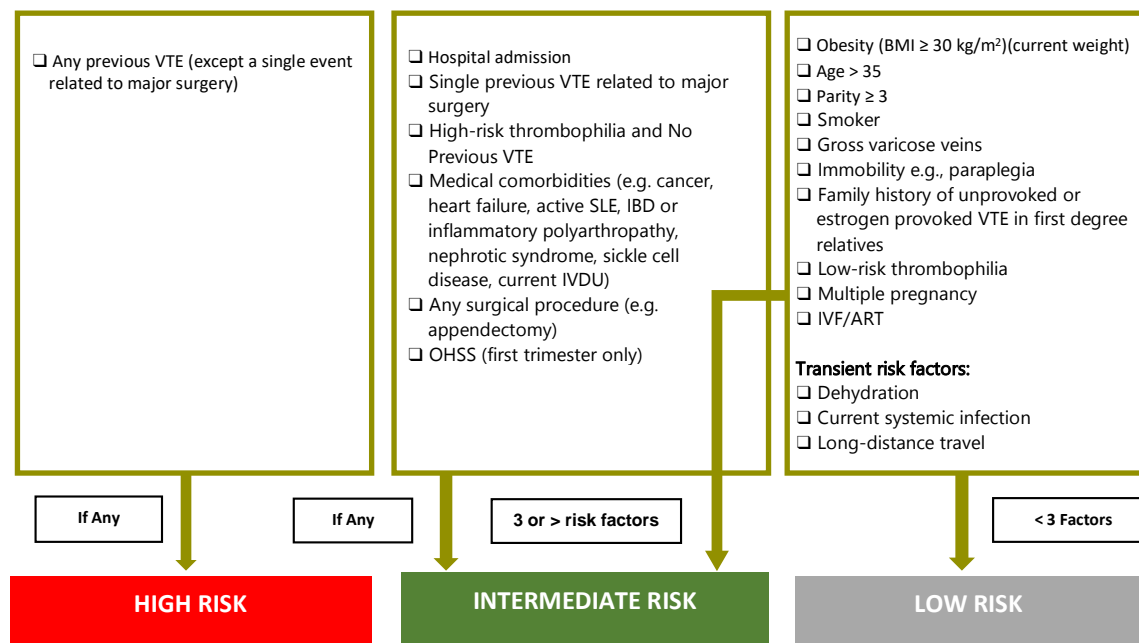 ❑ Any previous VTE (except a single event
related to major surgery)
❑ Hospital admission
❑ Single previous VTE related to major
surgery
❑ High-risk thrombophilia and No
Previous VTE
❑ Medical comorbidities (e.g. cancer,
heart failure, active SLE, IBD or
inflammatory polyarthropathy,
nephrotic syndrome, sickle cell
disease, current IVDU)
❑ Any surgical procedure (e.g.
appendectomy)
❑ OHSS (first trimester only)
❑ Obesity (BMI ≥ 30 kg/m²)(current weight)
❑ Age > 35
❑ Parity ≥ 3
❑ Smoker
❑ Gross varicose veins
❑ Immobility e.g., paraplegia
❑ Family history of unprovoked or
estrogen provoked VTE in first degree
relatives
❑ Low-risk thrombophilia
❑ Multiple pregnancy
❑ IVF/ART
Transient risk factors:
❑ Dehydration
❑ Current systemic infection
❑ Long-distance travel
If Any
If Any
3 or > risk factors
< 3 Factors
HIGH RISK
INTERMEDIATE RISK
LOW RISK